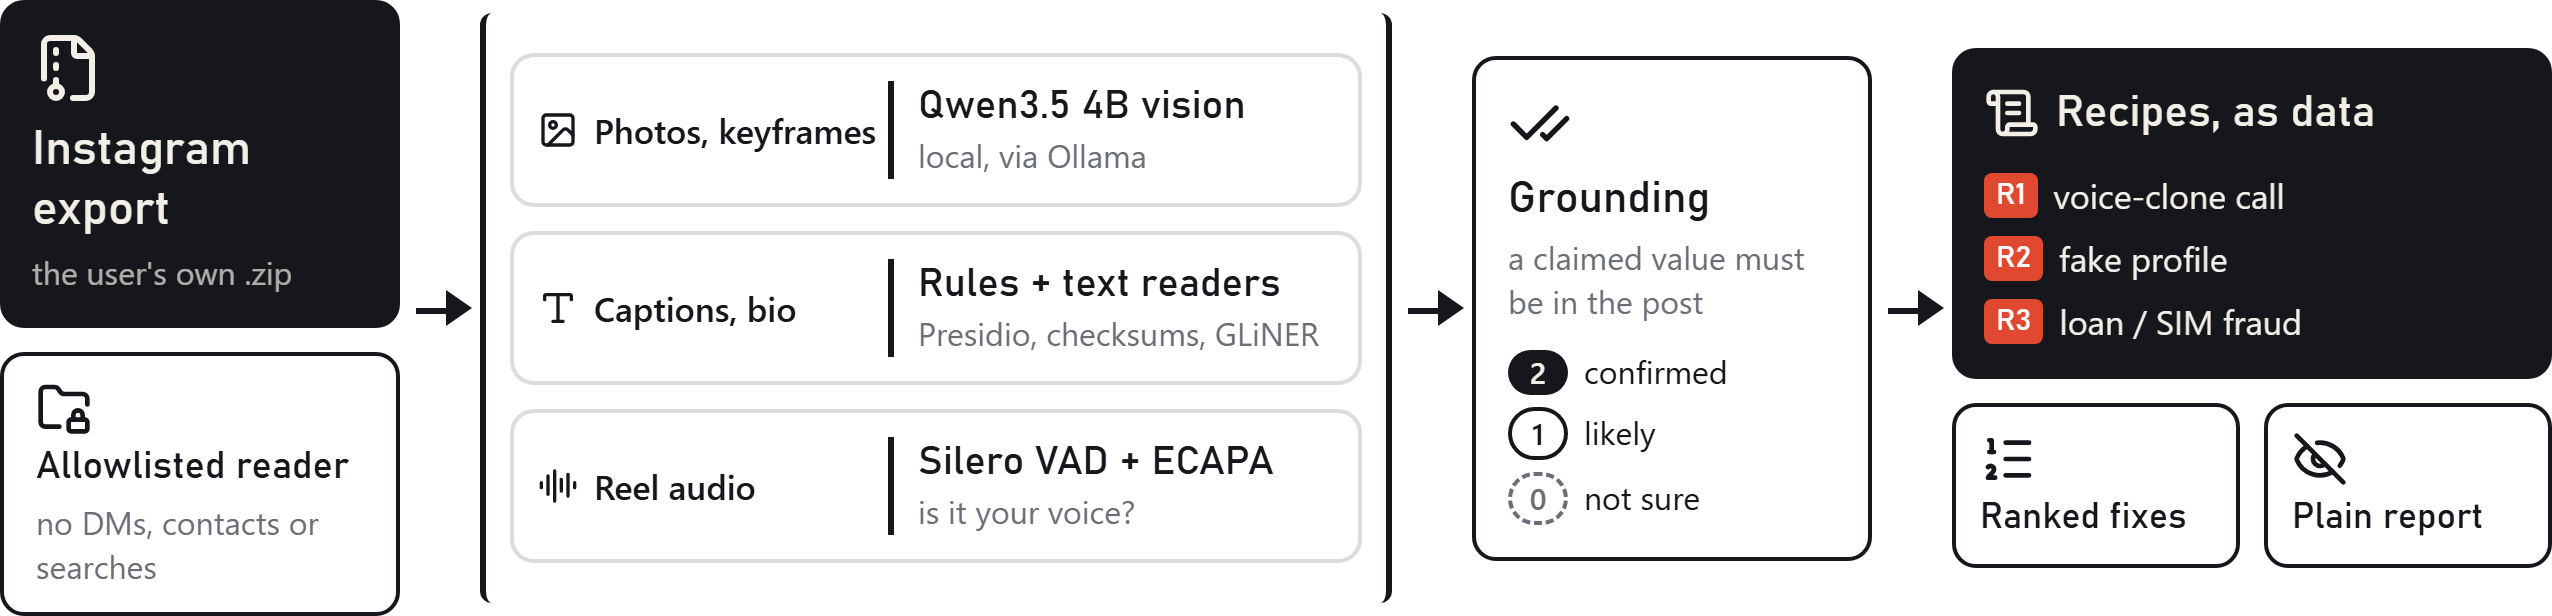 Instagram
export
the user's own .zip
Allowlisted reader
no DMs, contacts or
searches
Photos, keyframes
Qwen3.5 4B vision
local, via Ollama
Captions, bio
Rules + text readers
Presidio, checksums, GLiNER
Reel audio
Silero VAD + ECAPA
is it your voice?
Grounding
a claimed value must
be in the post
2 confirmed
1 likely
0 not sure
Recipes, as data
R1 voice-clone call
R2 fake profile
R3 loan / SIM fraud
1
2
Ranked fixes
Plain report